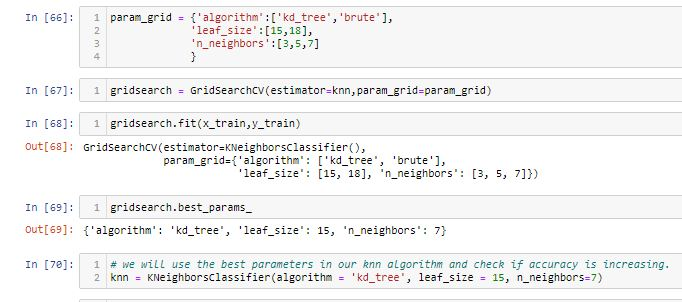 In [66]: 1 param_grid = {'algorithm':['kd_tree','brute'],
2 'leaf_size':[15,18],
3 'n_neighbors':[3,5,7]
4 }
In [67]: 1 gridsearch = GridSearchCV(estimator=knn,param_grid=param_grid)
In [68]: 1 gridsearch.fit(x_train,y_train)
Out[68]: GridSearchCV(estimator=KNeighborsClassifier(),
param_grid={'algorithm': ['kd_tree', 'brute'],
'leaf_size': [15, 18], 'n_neighbors': [3, 5, 7]})
In [69]: 1 gridsearch.best_params_
Out[69]: {'algorithm': 'kd_tree', 'leaf_size': 15, 'n_neighbors': 7}
In [70]: 1 # we will use the best parameters in our knn algorithm and check if accuracy is increasing.
2 knn = KNeighborsClassifier(algorithm = 'kd_tree', leaf_size = 15, n_neighbors=7)